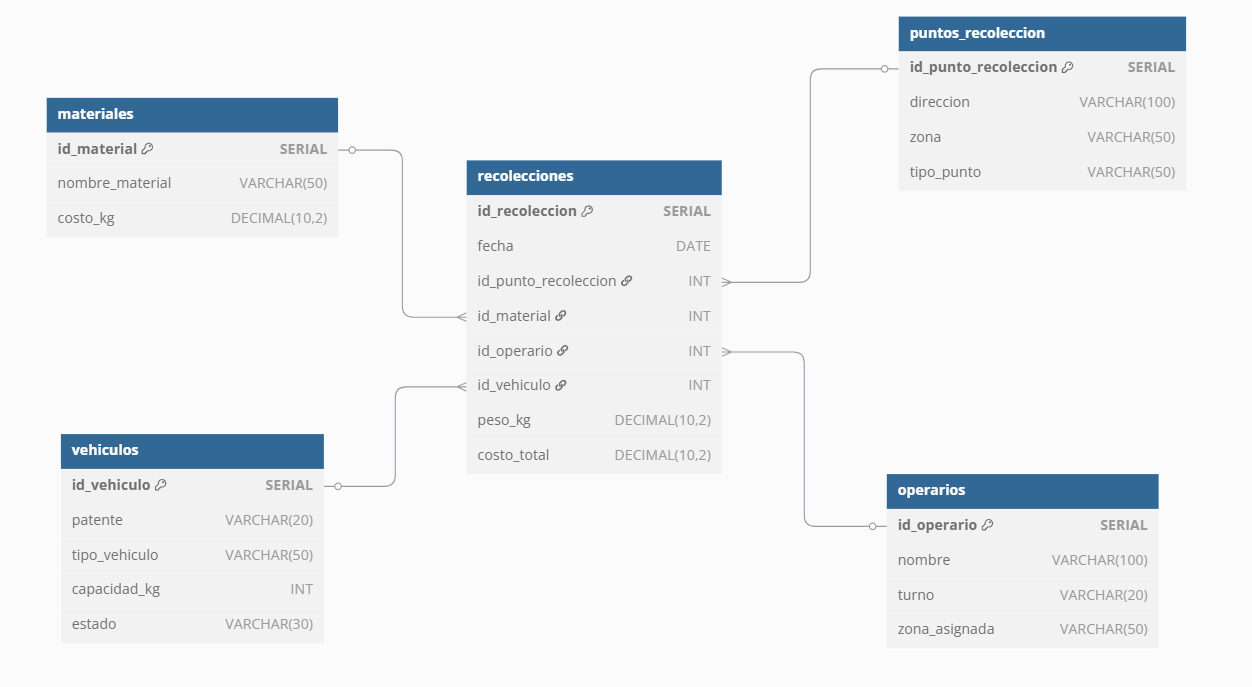 puntos_recoleccion
id_punto_recoleccion SERIAL
direccion VARCHAR(100)
zona VARCHAR(50)
tipo_punto VARCHAR(50)
materiales
id_material SERIAL
nombre_material VARCHAR(50)
costo_kg DECIMAL(10,2)
recolecciones
id_recoleccion SERIAL
fecha DATE
id_punto_recoleccion INT
id_material INT
id_operario INT
id_vehiculo INT
peso_kg DECIMAL(10,2)
costo_total DECIMAL(10,2)
vehiculos
id_vehiculo SERIAL
patente VARCHAR(20)
tipo_vehiculo VARCHAR(50)
capacidad_kg INT
estado VARCHAR(30)
operarios
id_operario SERIAL
nombre VARCHAR(100)
turno VARCHAR(20)
zona_asignada VARCHAR(50)